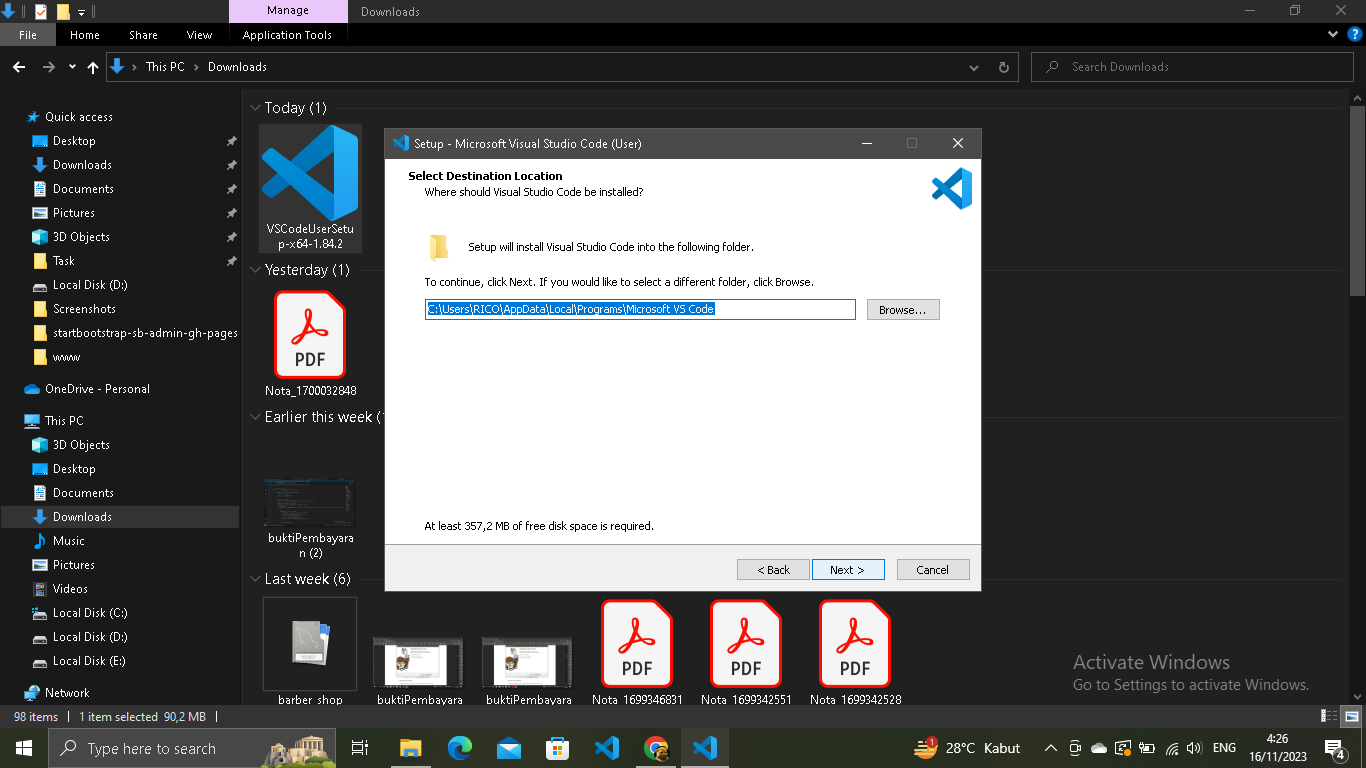 Manage
Downloads
File
Home
Share
View
Application Tools
This PC
Downloads
Search Downloads
Quick access
Desktop
Downloads
Documents
Pictures
3D Objects
Task
Local Disk (D:)
Screenshots
startbootstrap-sb-admin-gh-pages
www
OneDrive - Personal
This PC
3D Objects
Desktop
Documents
Downloads
Music
Pictures
Videos
Local Disk (C:)
Local Disk (D:)
Local Disk (E:)
Network
Today (1)
VSCodeUserSetu
p-x64-1.84.2
Yesterday (1)
PDF
Nota_1700032848
Earlier this week (
buktiPembayara
n (2)
Last week (6)
barber_shop
buktiPembayara
buktiPembayara
PDF
Nota_1699346831
PDF
Nota_1699342551
PDF
Nota_1699342528
Setup - Microsoft Visual Studio Code (User)
Select Destination Location
Where should Visual Studio Code be installed?
Setup will install Visual Studio Code into the following folder.
To continue, click Next. If you would like to select a different folder, click Browse.
C:\Users\RICO\AppData\Local\Programs\Microsoft VS Code
Browse...
At least 357,2 MB of free disk space is required.
< Back
Next >
Cancel
Activate Windows
Go to Settings to activate Windows.
98 items
1 item selected 90,2 MB
Type here to search
1
28°C Kabut
ENG
4:26
16/11/2023
4